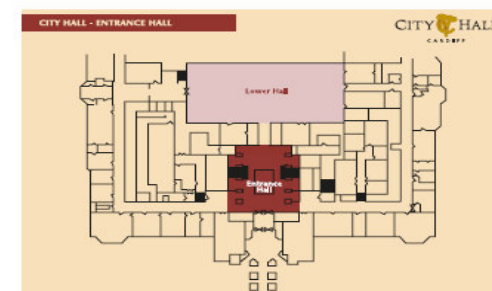 CITY HALL - ENTRANCE HALL
CITY HALL
CARDIFF
Lower Hall
Entrance
Hall